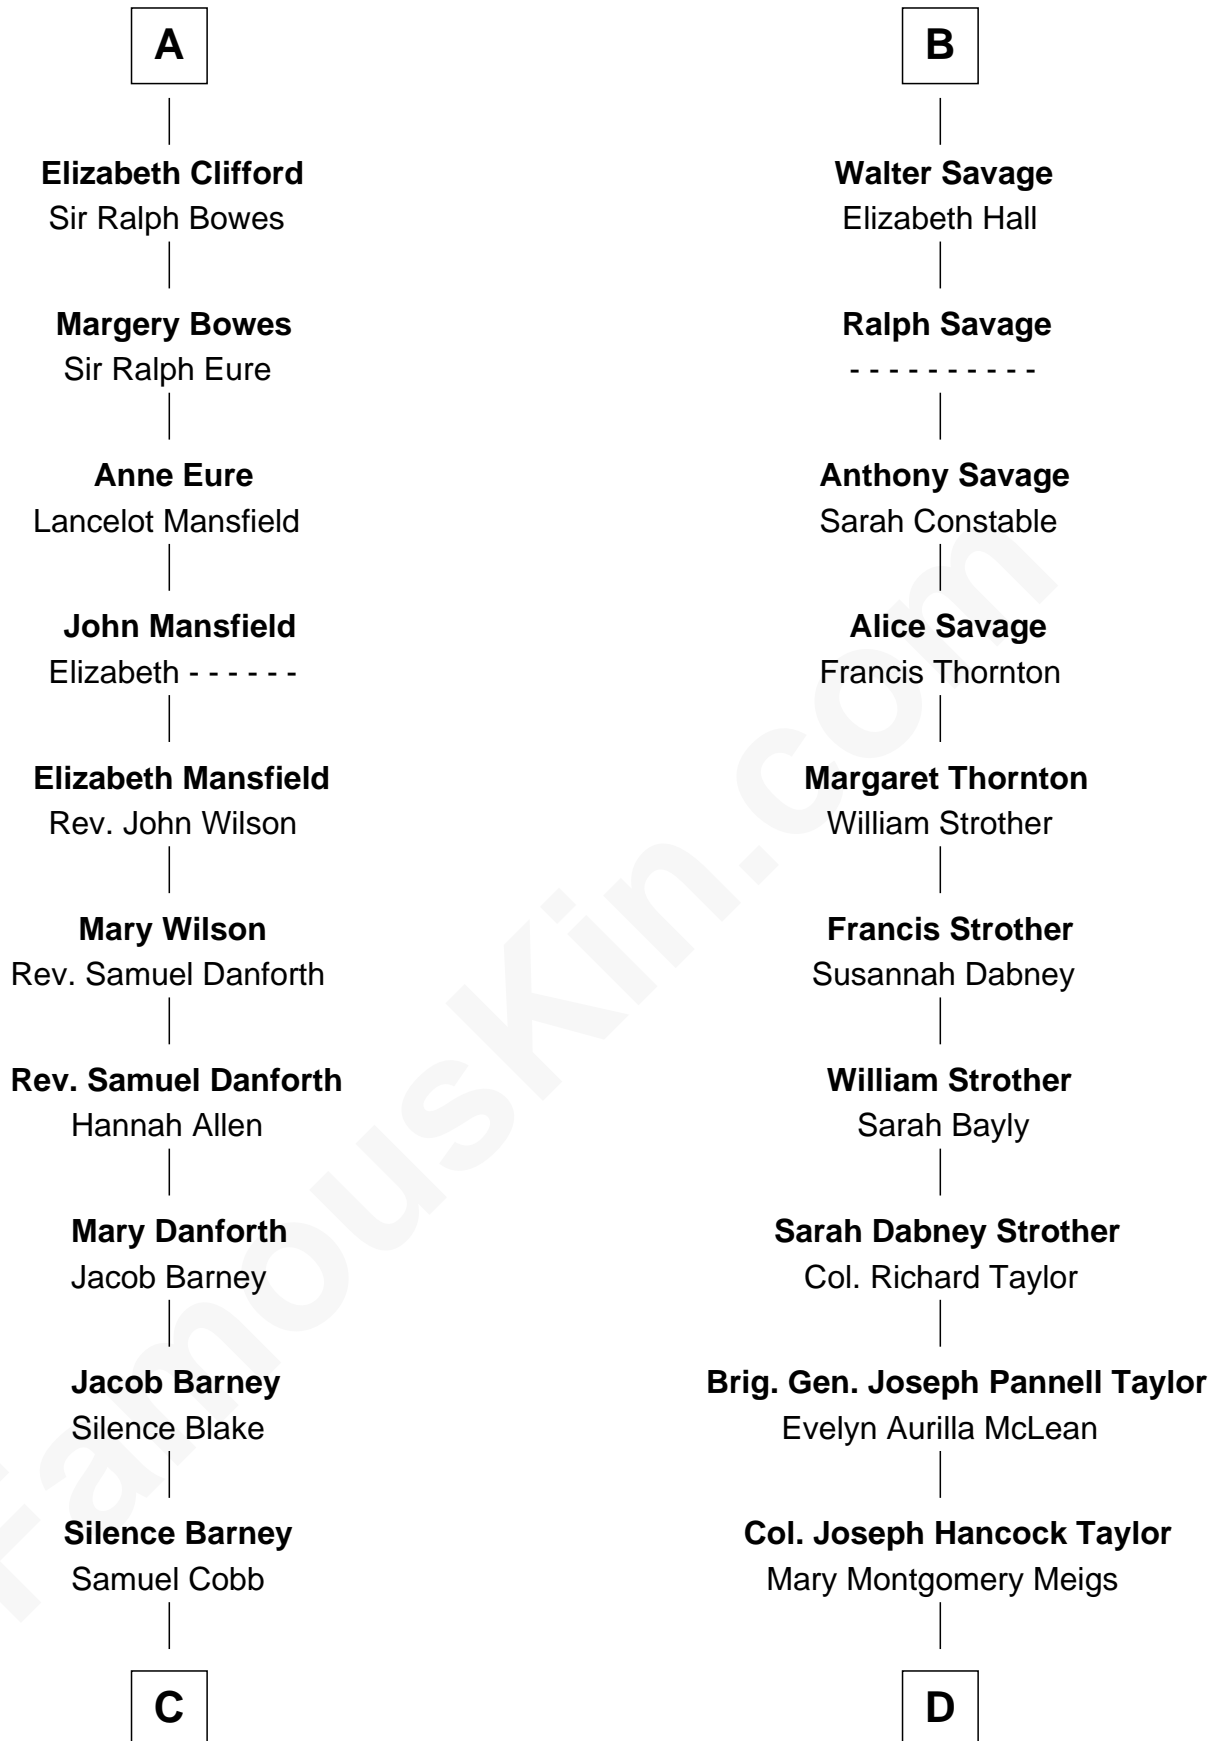 A
Elizabeth Clifford
Sir Ralph Bowes
Margery Bowes
Sir Ralph Eure
Anne Eure
Lancelot Mansfield
John Mansfield
Elizabeth - - - - - -
Elizabeth Mansfield
Rev. John Wilson
Mary Wilson
Rev. Samuel Danforth
Rev. Samuel Danforth
Hannah Allen
Mary Danforth
Jacob Barney
Jacob Barney
Silence Blake
Silence Barney
Samuel Cobb
C
B
Walter Savage
Elizabeth Hall
Ralph Savage
- - - - - - - - - -
Anthony Savage
Sarah Constable
Alice Savage
Francis Thornton
Margaret Thornton
William Strother
Francis Strother
Susannah Dabney
William Strother
Sarah Bayly
Sarah Dabney Strother
Col. Richard Taylor
Brig. Gen. Joseph Pannell Taylor
Evelyn Aurilla McLean
Col. Joseph Hancock Taylor
Mary Montgomery Meigs
D
FamousKin.com